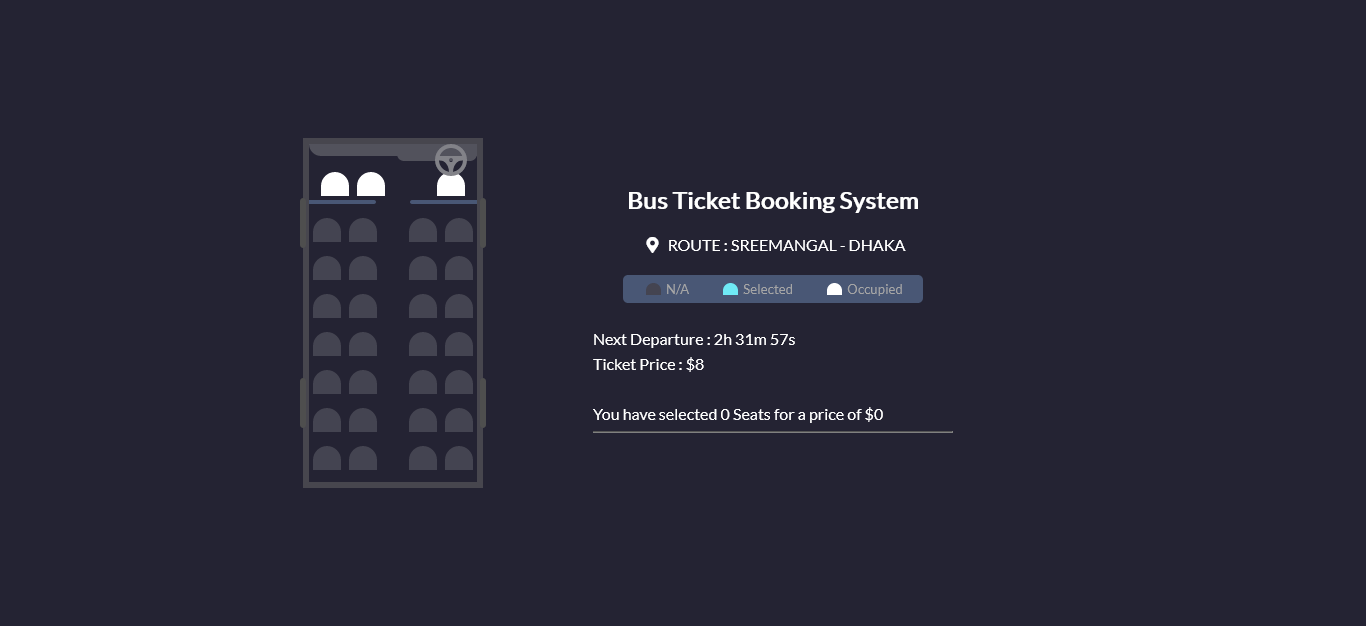 Bus Ticket Booking System
ROUTE : SREEMANGAL - DHAKA
N/A Selected Occupied
Next Departure : 2h 31m 57s
Ticket Price : $8
You have selected 0 Seats for a price of $0